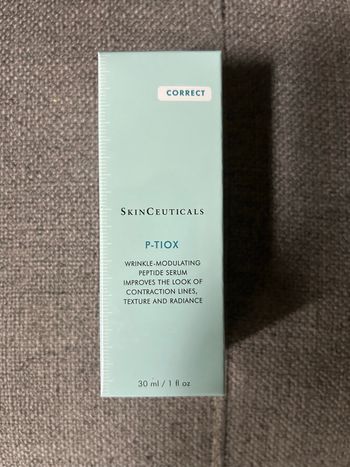 CORRECT
SKINCEUTICALS
P-TIOX
WRINKLE-MODULATING
PEPTIDE SERUM
IMPROVES THE LOOK OF
CONTRACTION LINES,
TEXTURE AND RADIANCE
30 ml / 1 fl oz